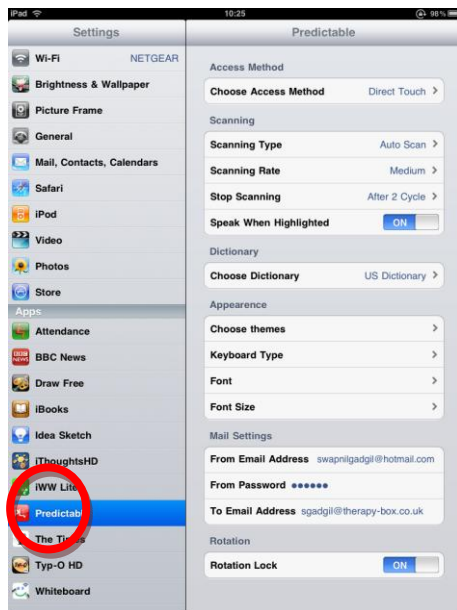 iPad 10:25 98%
Settings
Wi-Fi NETGEAR
Brightness & Wallpaper
Picture Frame
General
Mail, Contacts, Calendars
Safari
iPod
Video
Photos
Store
Apps
Attendance
BBC News
Draw Free
iBooks
Idea Sketch
iThoughtsHD
iWW Lite
Predictabl
The Times
Typ-O HD
Whiteboard
Predictable
Access Method
Choose Access Method Direct Touch
Scanning
Scanning Type Auto Scan
Scanning Rate Medium
Stop Scanning After 2 Cycle
Speak When Highlighted ON
Dictionary
Choose Dictionary US Dictionary
Appearence
Choose themes
Keyboard Type
Font
Font Size
Mail Settings
From Email Address swapnilgadgil@hotmail.com
From Password ••••••
To Email Address sgadgil@therapy-box.co.uk
Rotation
Rotation Lock ON